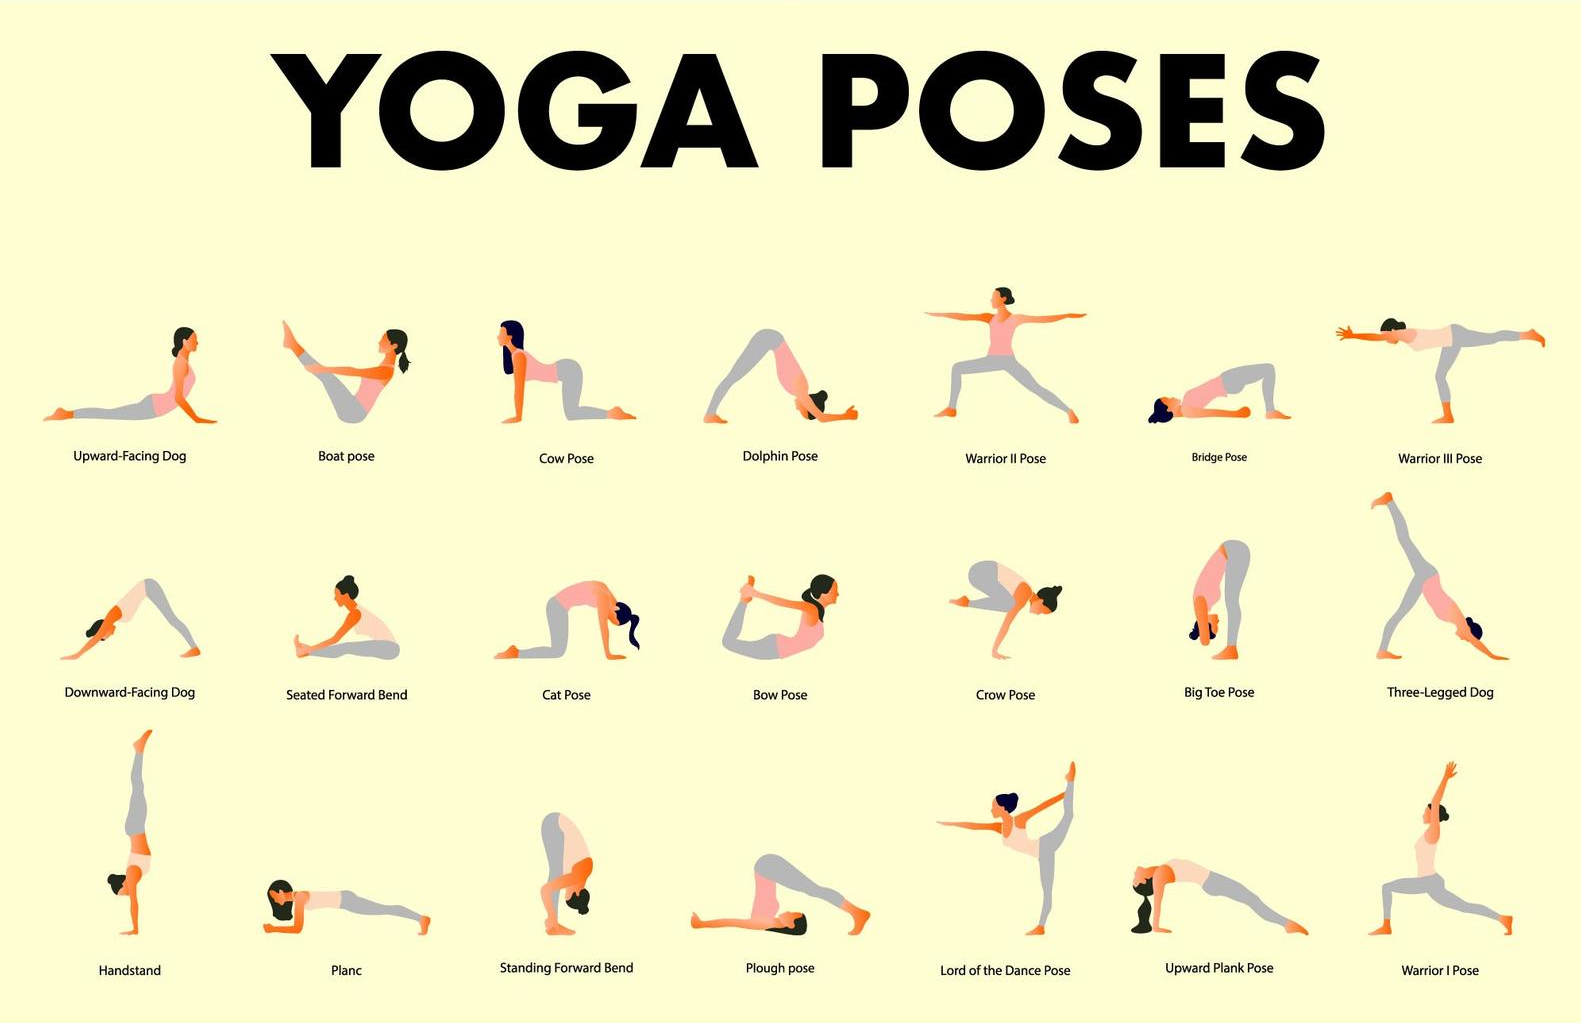 YOGA POSES
Upward-Facing Dog
Boat pose
Cow Pose
Dolphin Pose
Warrior II Pose
Bridge Pose
Warrior III Pose
Downward-Facing Dog
Seated Forward Bend
Cat Pose
Bow Pose
Crow Pose
Big Toe Pose
Three-Legged Dog
Handstand
Planc
Standing Forward Bend
Plough pose
Lord of the Dance Pose
Upward Plank Pose
Warrior I Pose